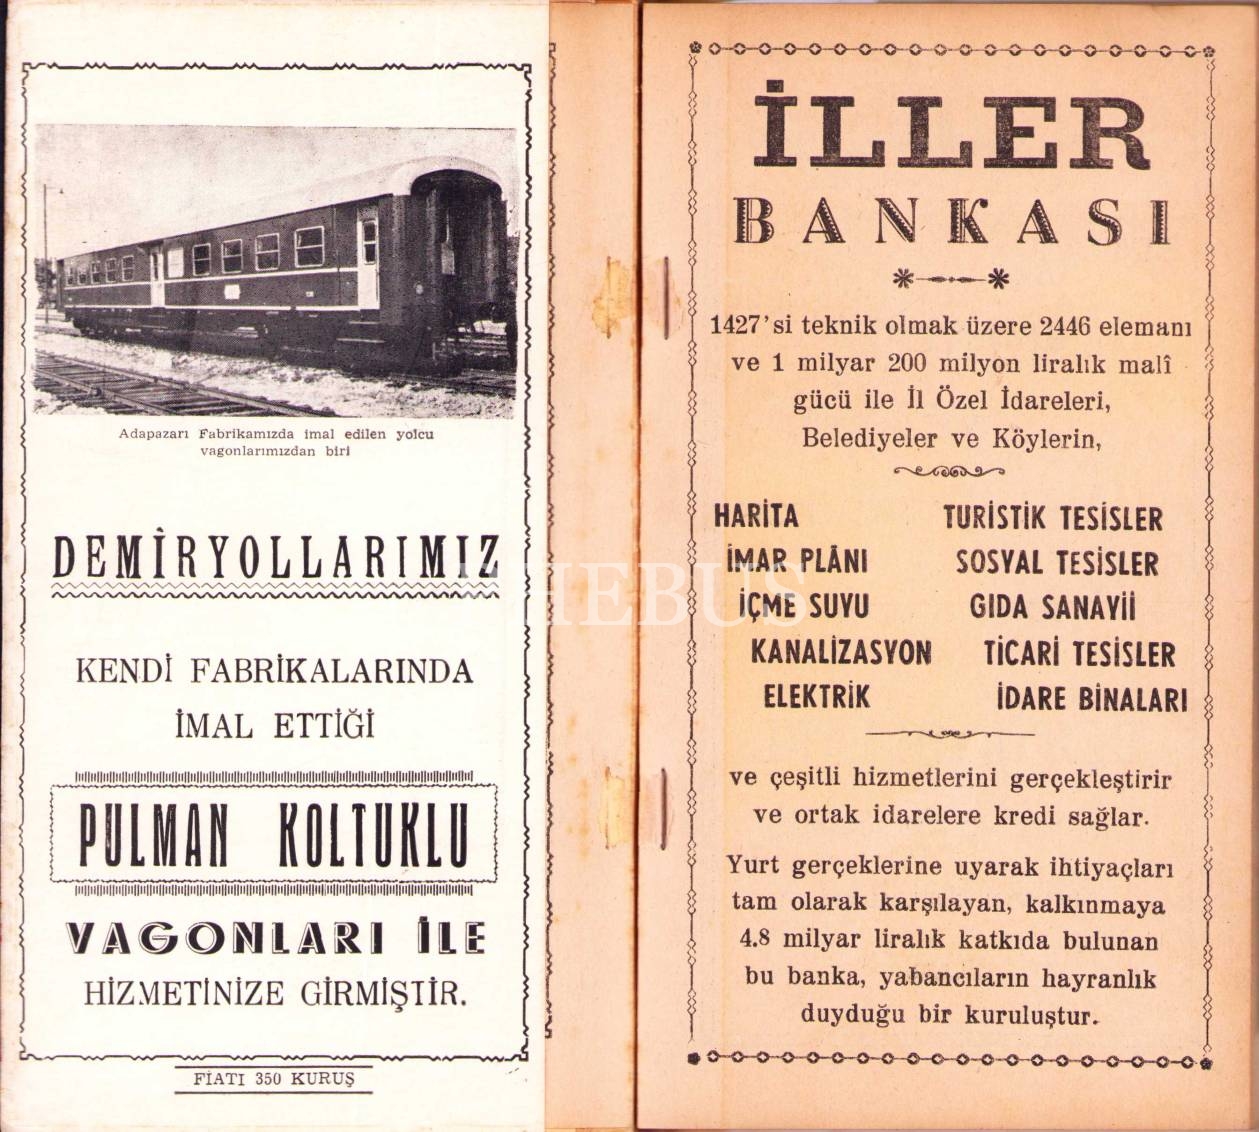 Adapazarı Fabrikamızda imal edilen yolcu
vagonlarımızdan biri
DEMİRYOLLARIMIZ
KENDİ FABRİKALARINDA
İMAL ETTİĞİ
PULMAN KOLTUKLU
VAGONLARI İLE
HİZMETİNİZE GİRMİŞTİR.
FİATI 350 KURUŞ
İLLER
BANKASI
1427'si teknik olmak üzere 2446 elemanı
ve 1 milyar 200 milyon liralık malî
gücü ile İl Özel İdareleri,
Belediyeler ve Köylerin,
HARİTA
İMAR PLÂNI
İÇME SUYU
KANALİZASYON
ELEKTRİK
TURİSTİK TESİSLER
SOSYAL TESİSLER
GIDA SANAYİİ
TİCARİ TESİSLER
İDARE BİNALARI
ve çeşitli hizmetlerini gerçekleştirir
ve ortak idarelere kredi sağlar.
Yurt gerçeklerine uyarak ihtiyaçları
tam olarak karşılayan, kalkınmaya
4.8 milyar liralık katkıda bulunan
bu banka, yabancıların hayranlık
duyduğu bir kuruluştur.